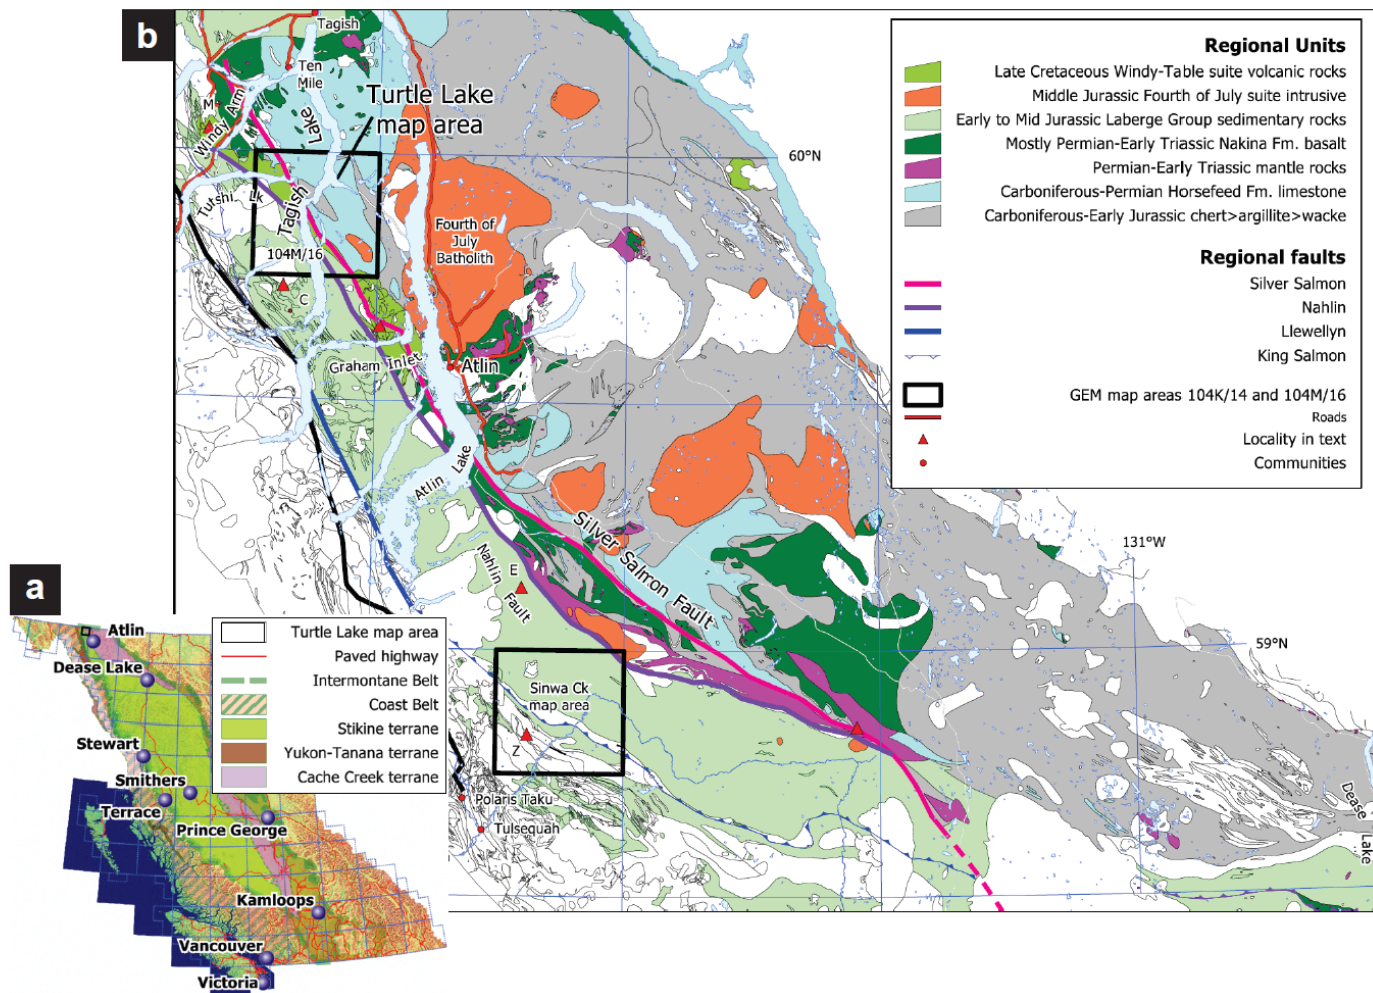 b
Tagish
Ten
Mile
M
Windy Arm
Lake
Turtle Lake
map area
Tutshi Lk
Tagish
104M/16
C
Fourth of
July
Batholith
60°N
Graham Inlet
Atlin
Atlin Lake
Silver Salmon Fault
Nahlin
Fault
E
131°W
59°N
Sinwa Ck
map area
Z
Polaris Taku
Tulsequah
Dease
Lake
Regional Units
Late Cretaceous Windy-Table suite volcanic rocks
Middle Jurassic Fourth of July suite intrusive
Early to Mid Jurassic Laberge Group sedimentary rocks
Mostly Permian-Early Triassic Nakina Fm. basalt
Permian-Early Triassic mantle rocks
Carboniferous-Permian Horsefeed Fm. limestone
Carboniferous-Early Jurassic chert>argillite>wacke
Regional faults
Silver Salmon
Nahlin
Llewellyn
King Salmon
GEM map areas 104K/14 and 104M/16
Roads
Locality in text
Communities
a
Atlin
Dease Lake
Stewart
Smithers
Terrace
Prince George
Kamloops
Vancouver
Victoria
Turtle Lake map area
Paved highway
Intermontane Belt
Coast Belt
Stikine terrane
Yukon-Tanana terrane
Cache Creek terrane